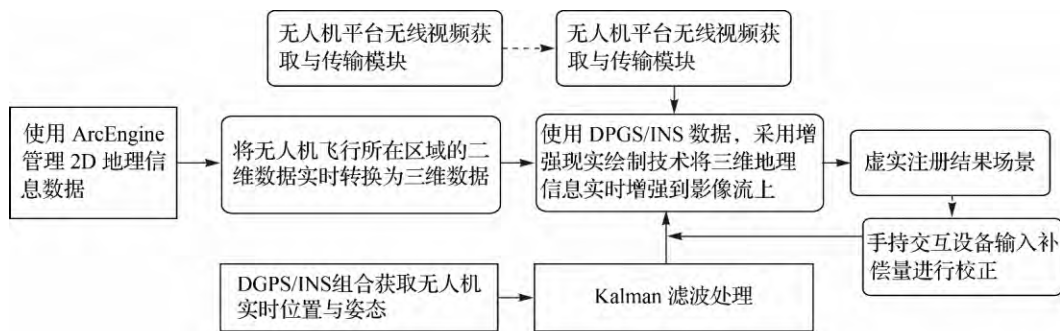 无人机平台无线视频获
取与传输模块
无人机平台无线视频获
取与传输模块
使用 ArcEngine
管理 2D 地理信
息数据
将无人机飞行所在区域的二
维数据实时转换为三维数据
使用 DPGS/INS 数据，采用增
强现实绘制技术将三维地理
信息实时增强到影像流上
虚实注册结果场景
手持交互设备输入补
偿量进行校正
DGPS/INS组合获取无人机
实时位置与姿态
Kalman 滤波处理